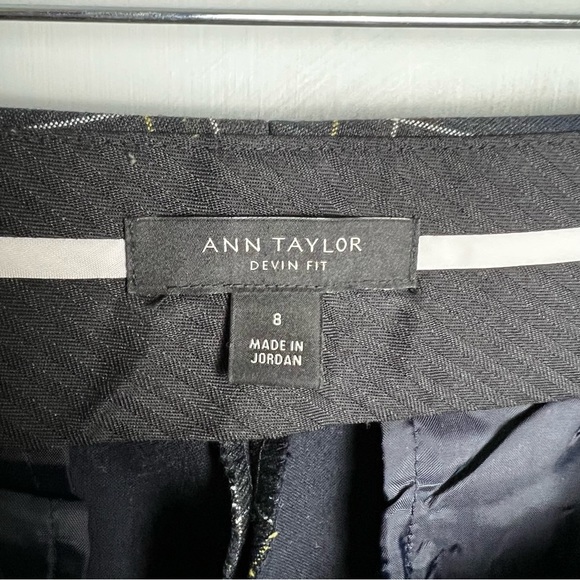 ANN TAYLOR
DEVIN FIT
8
MADE IN
JORDAN